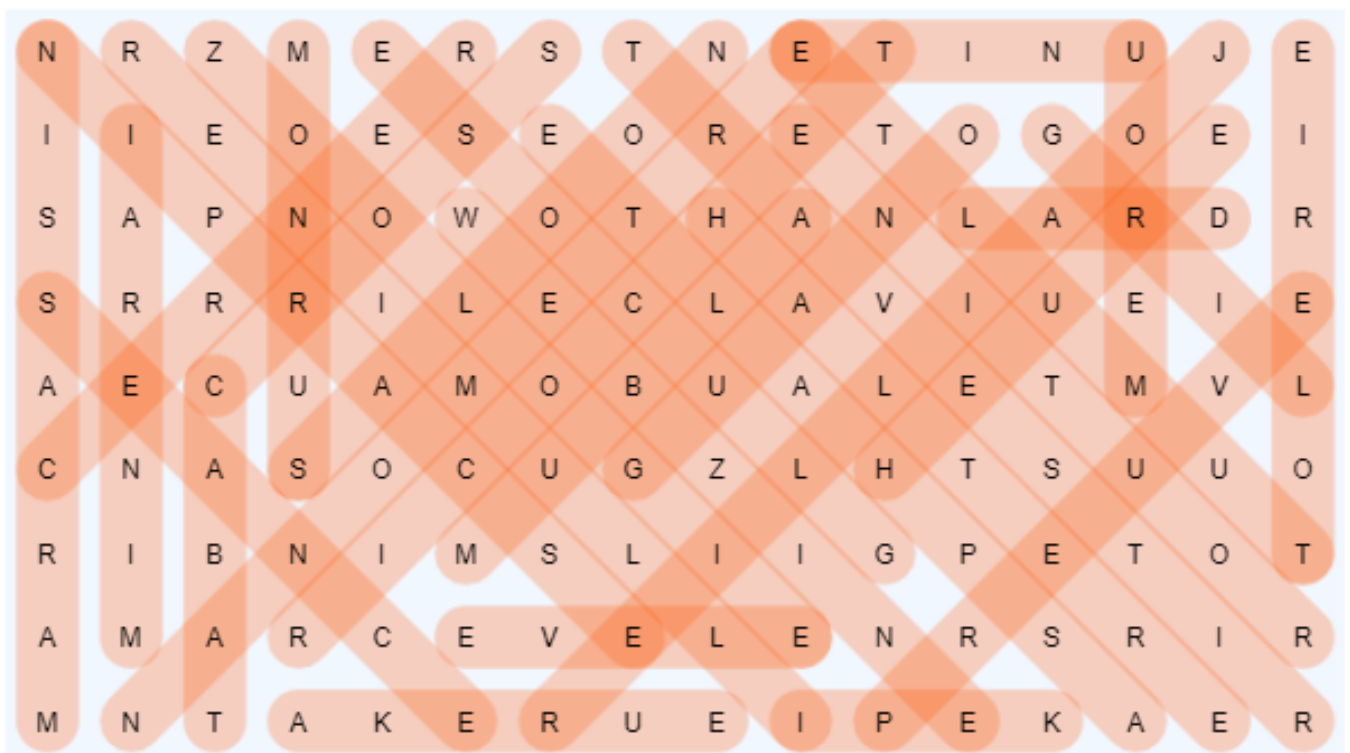 N R Z M E R S T N E T I N U J E
I I E O E S E O R E T O G O E I
S A P N O W O T H A N L A R D R
S R R R I L E C L A V I U E I E
A E C U A M O B U A L E T M V L
C N A S O C U G Z L H T S U U O
R I B N I M S L I I G P E T O T
A M A R C E V E L E N R S R I R
M N T A K E R U E I P E K A E R